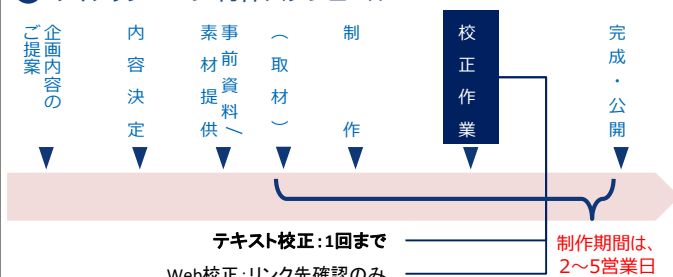 企画内容の
ご提案
内容決定
事前資料/
素材提供
(取材)
制作
校正作業
完成・公開
テキスト校正:1回まで
Web校正:リンク先確認のみ
制作期間は、
2~5営業日